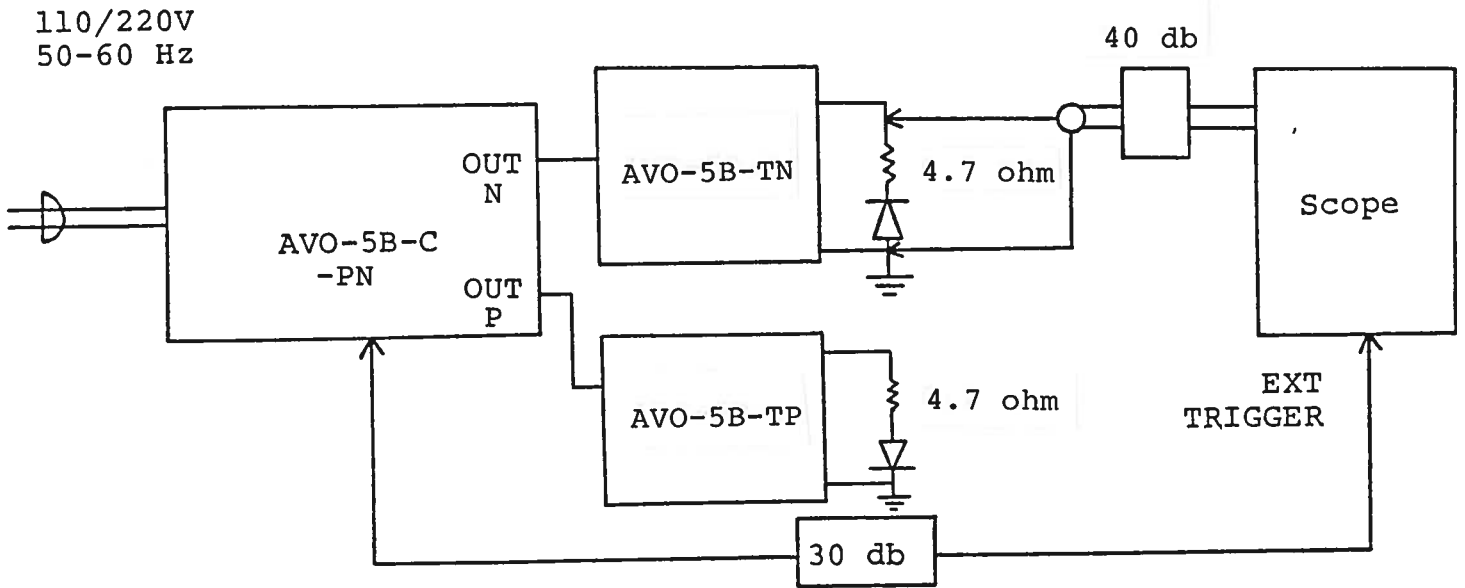 110/220V
50-60 Hz
40 db
OUT
N
AVO-5B-TN
4.7 ohm
Scope
AVO-5B-C
-PN
OUT
P
AVO-5B-TP
4.7 ohm
EXT
TRIGGER
30 db